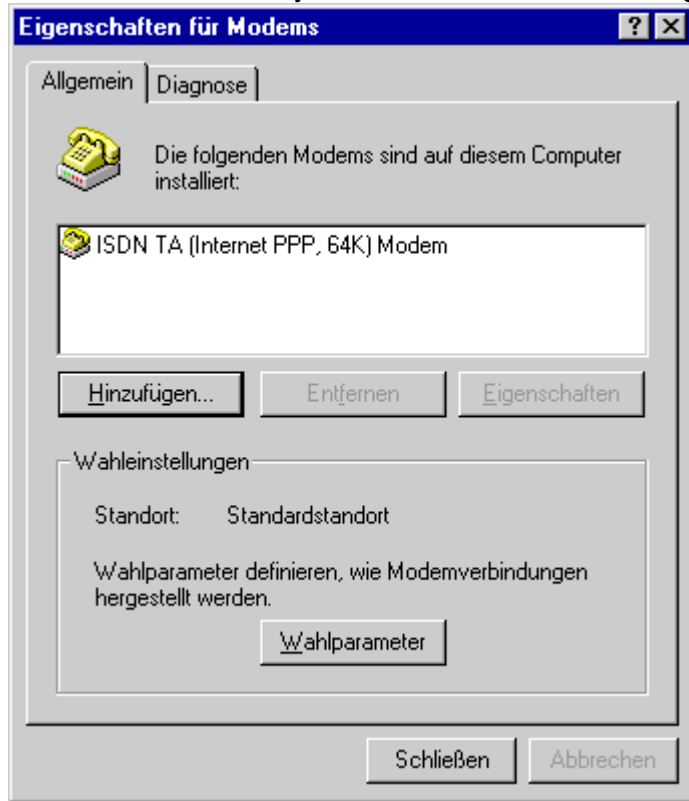 Eigenschaften für Modems
Allgemein
Diagnose
Die folgenden Modems sind auf diesem Computer
installiert:
ISDN TA (Internet PPP, 64K) Modem
Hinzufügen...
Entfernen
Eigenschaften
Wahleinstellungen
Standort: Standardstandort
Wahlparameter definieren, wie Modemverbindungen
hergestellt werden.
Wahlparameter
Schließen
Abbrechen